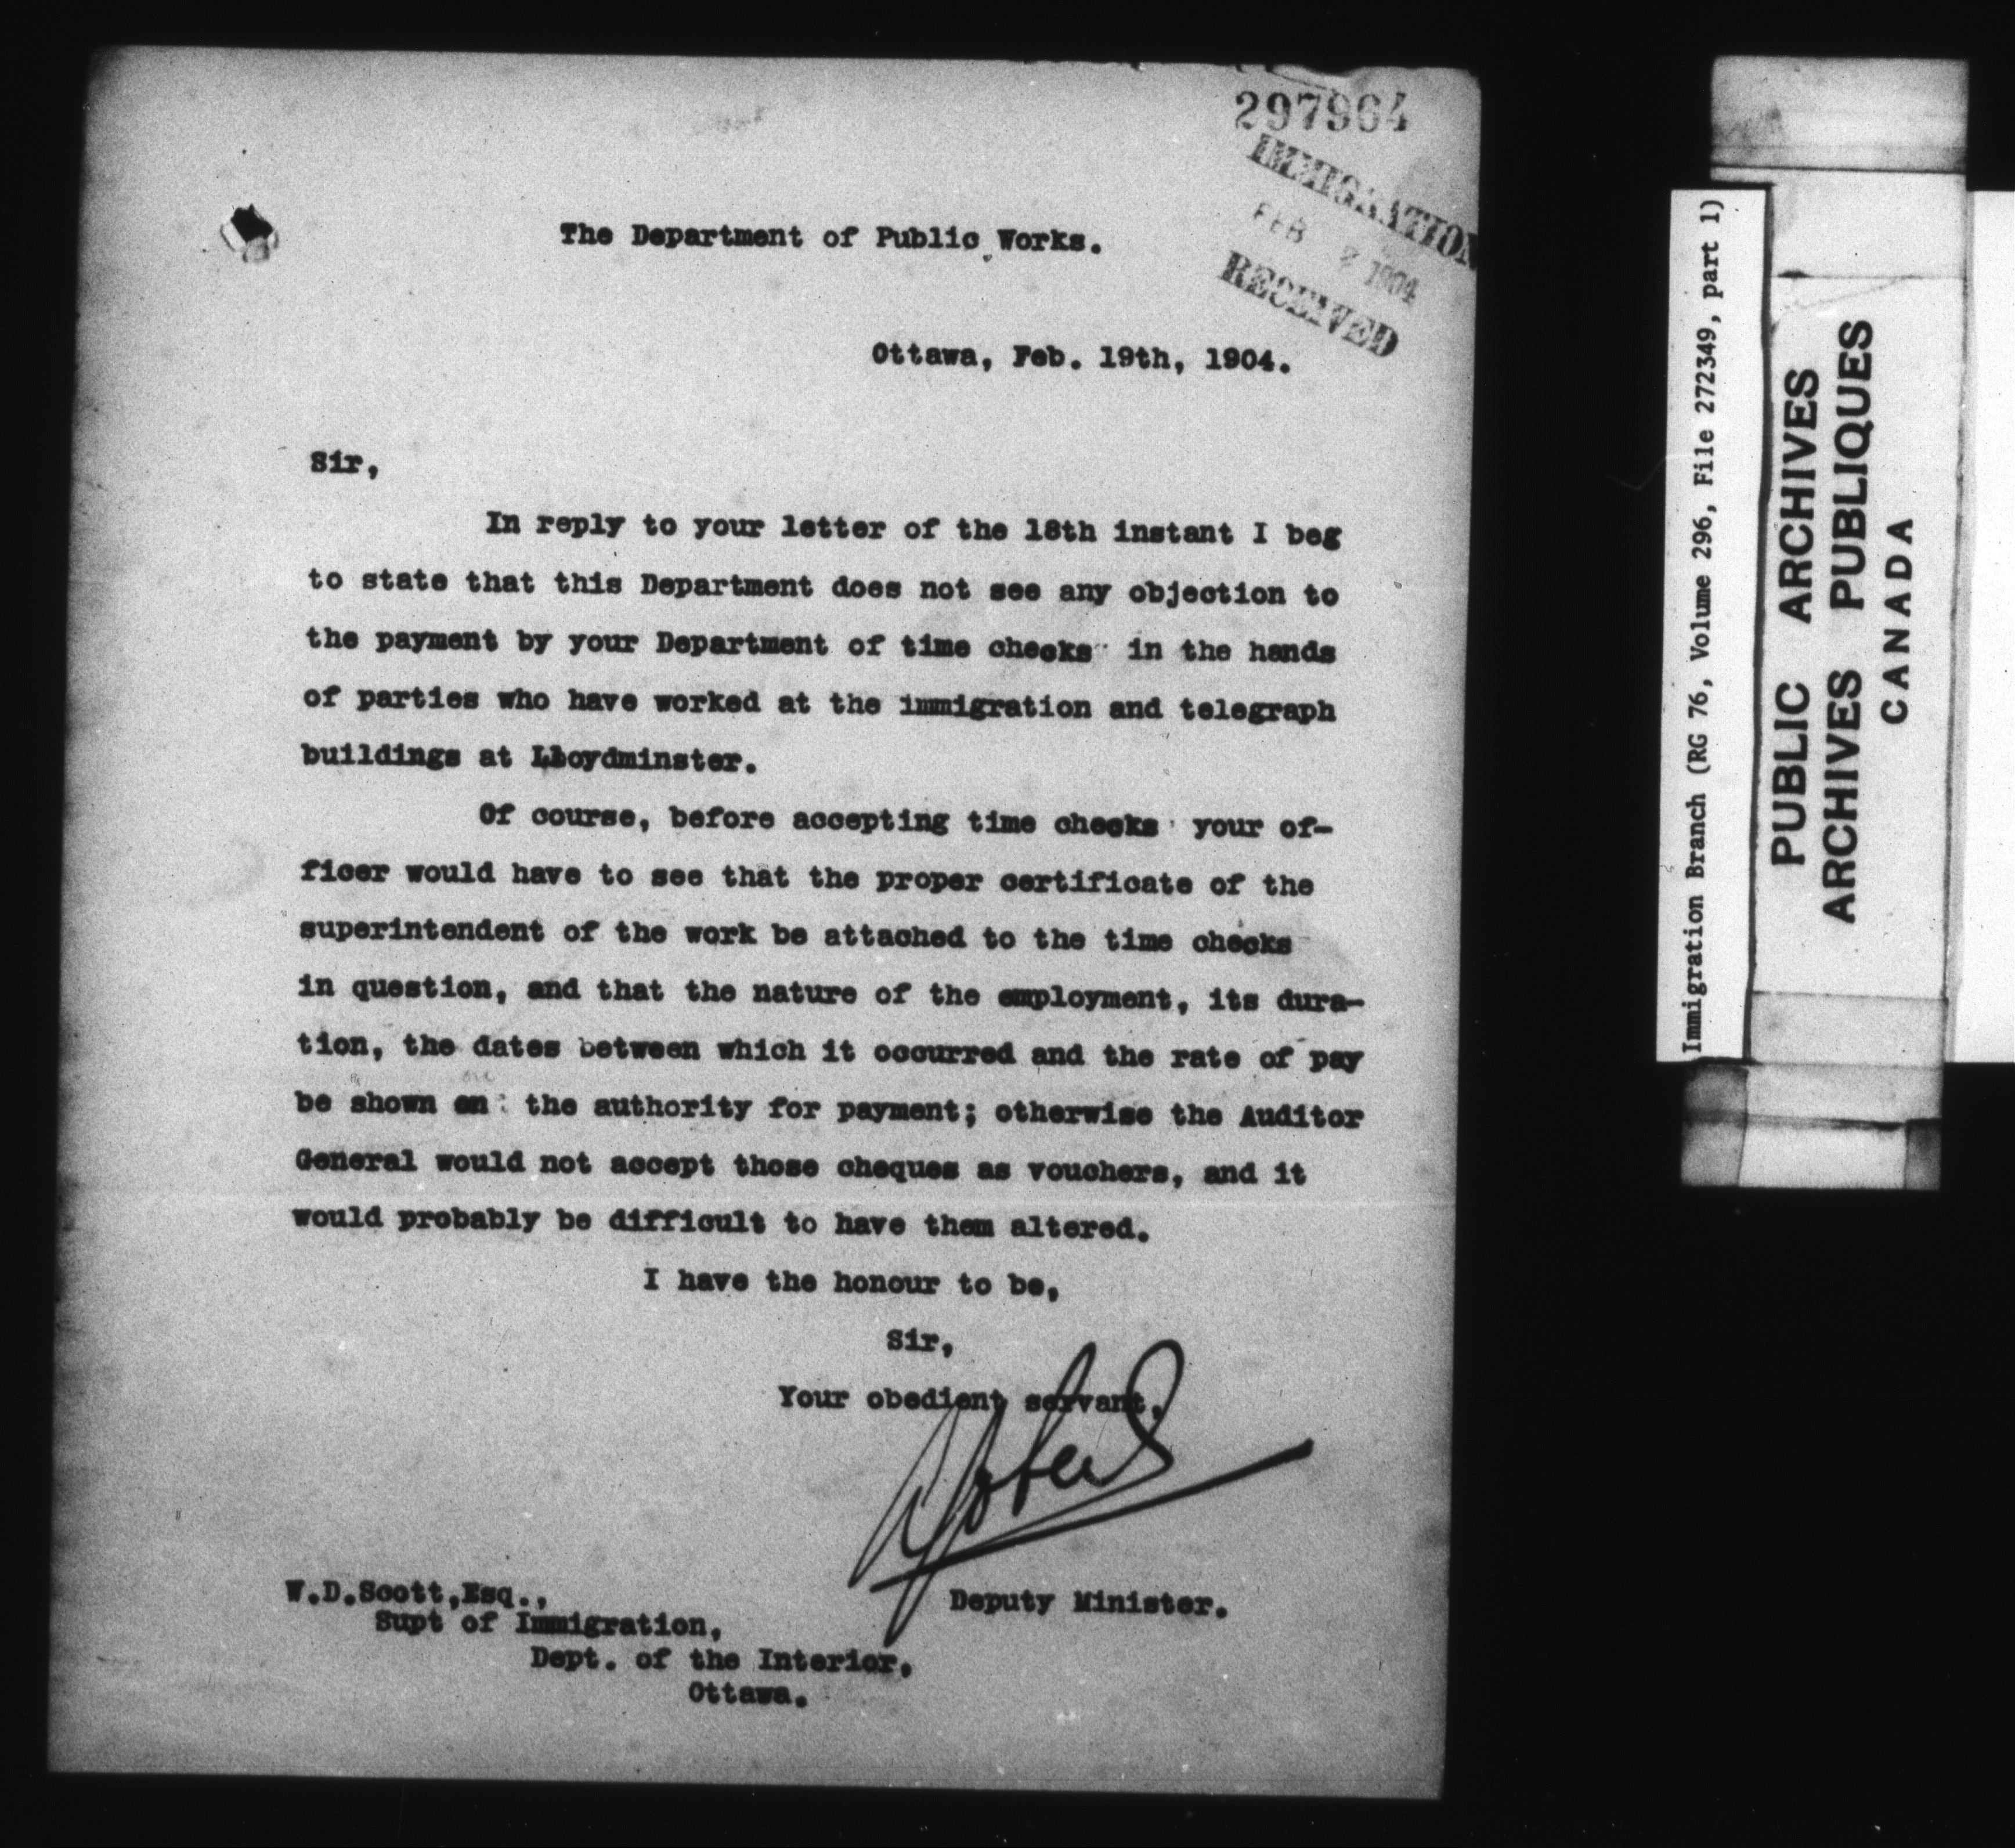 297964
IMMIGRATION
FEB 2 1904
RECEIVED
The Department of Public Works.
Ottawa, Feb. 19th, 1904.
Sir,
In reply to your letter of the 18th instant I beg
to state that this Department does not see any objection to
the payment by your Department of time checks in the hands
of parties who have worked at the immigration and telegraph
buildings at Lloydminster.
Of course, before accepting time checks your of-
ficer would have to see that the proper certificate of the
superintendent of the work be attached to the time checks
in question, and that the nature of the employment, its dura-
tion, the dates between which it occurred and the rate of pay
be shown on the authority for payment; otherwise the Auditor
General would not accept those cheques as vouchers, and it
would probably be difficult to have them altered.
I have the honour to be,
Sir,
Your obedient servant,
Deputy Minister.
W.D.Scott,Esq.,
Supt of Immigration,
Dept. of the Interior,
Ottawa.
Immigration Branch (RG 76, Volume 296, File 272349, part 1)
PUBLIC ARCHIVES
ARCHIVES PUBLIQUES
CANADA